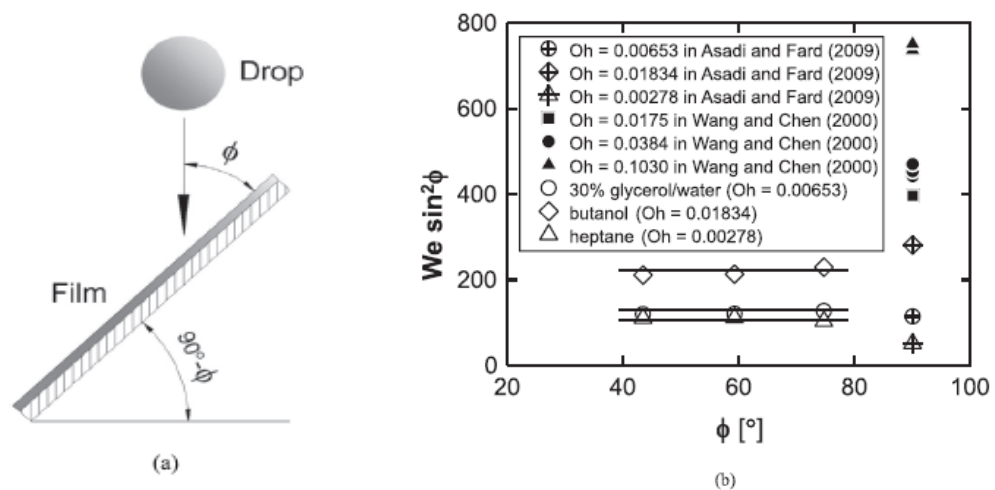 Drop
ϕ
Film
90°-ϕ
(a)
(b)
800
600
400
200
0
20
40
60
80
100
We sin²ϕ
ϕ [°]
Oh = 0.00653 in Asadi and Fard (2009)
Oh = 0.01834 in Asadi and Fard (2009)
Oh = 0.00278 in Asadi and Fard (2009)
Oh = 0.0175 in Wang and Chen (2000)
Oh = 0.0384 in Wang and Chen (2000)
Oh = 0.1030 in Wang and Chen (2000)
30% glycerol/water (Oh = 0.00653)
butanol (Oh = 0.01834)
heptane (Oh = 0.00278)
(b)